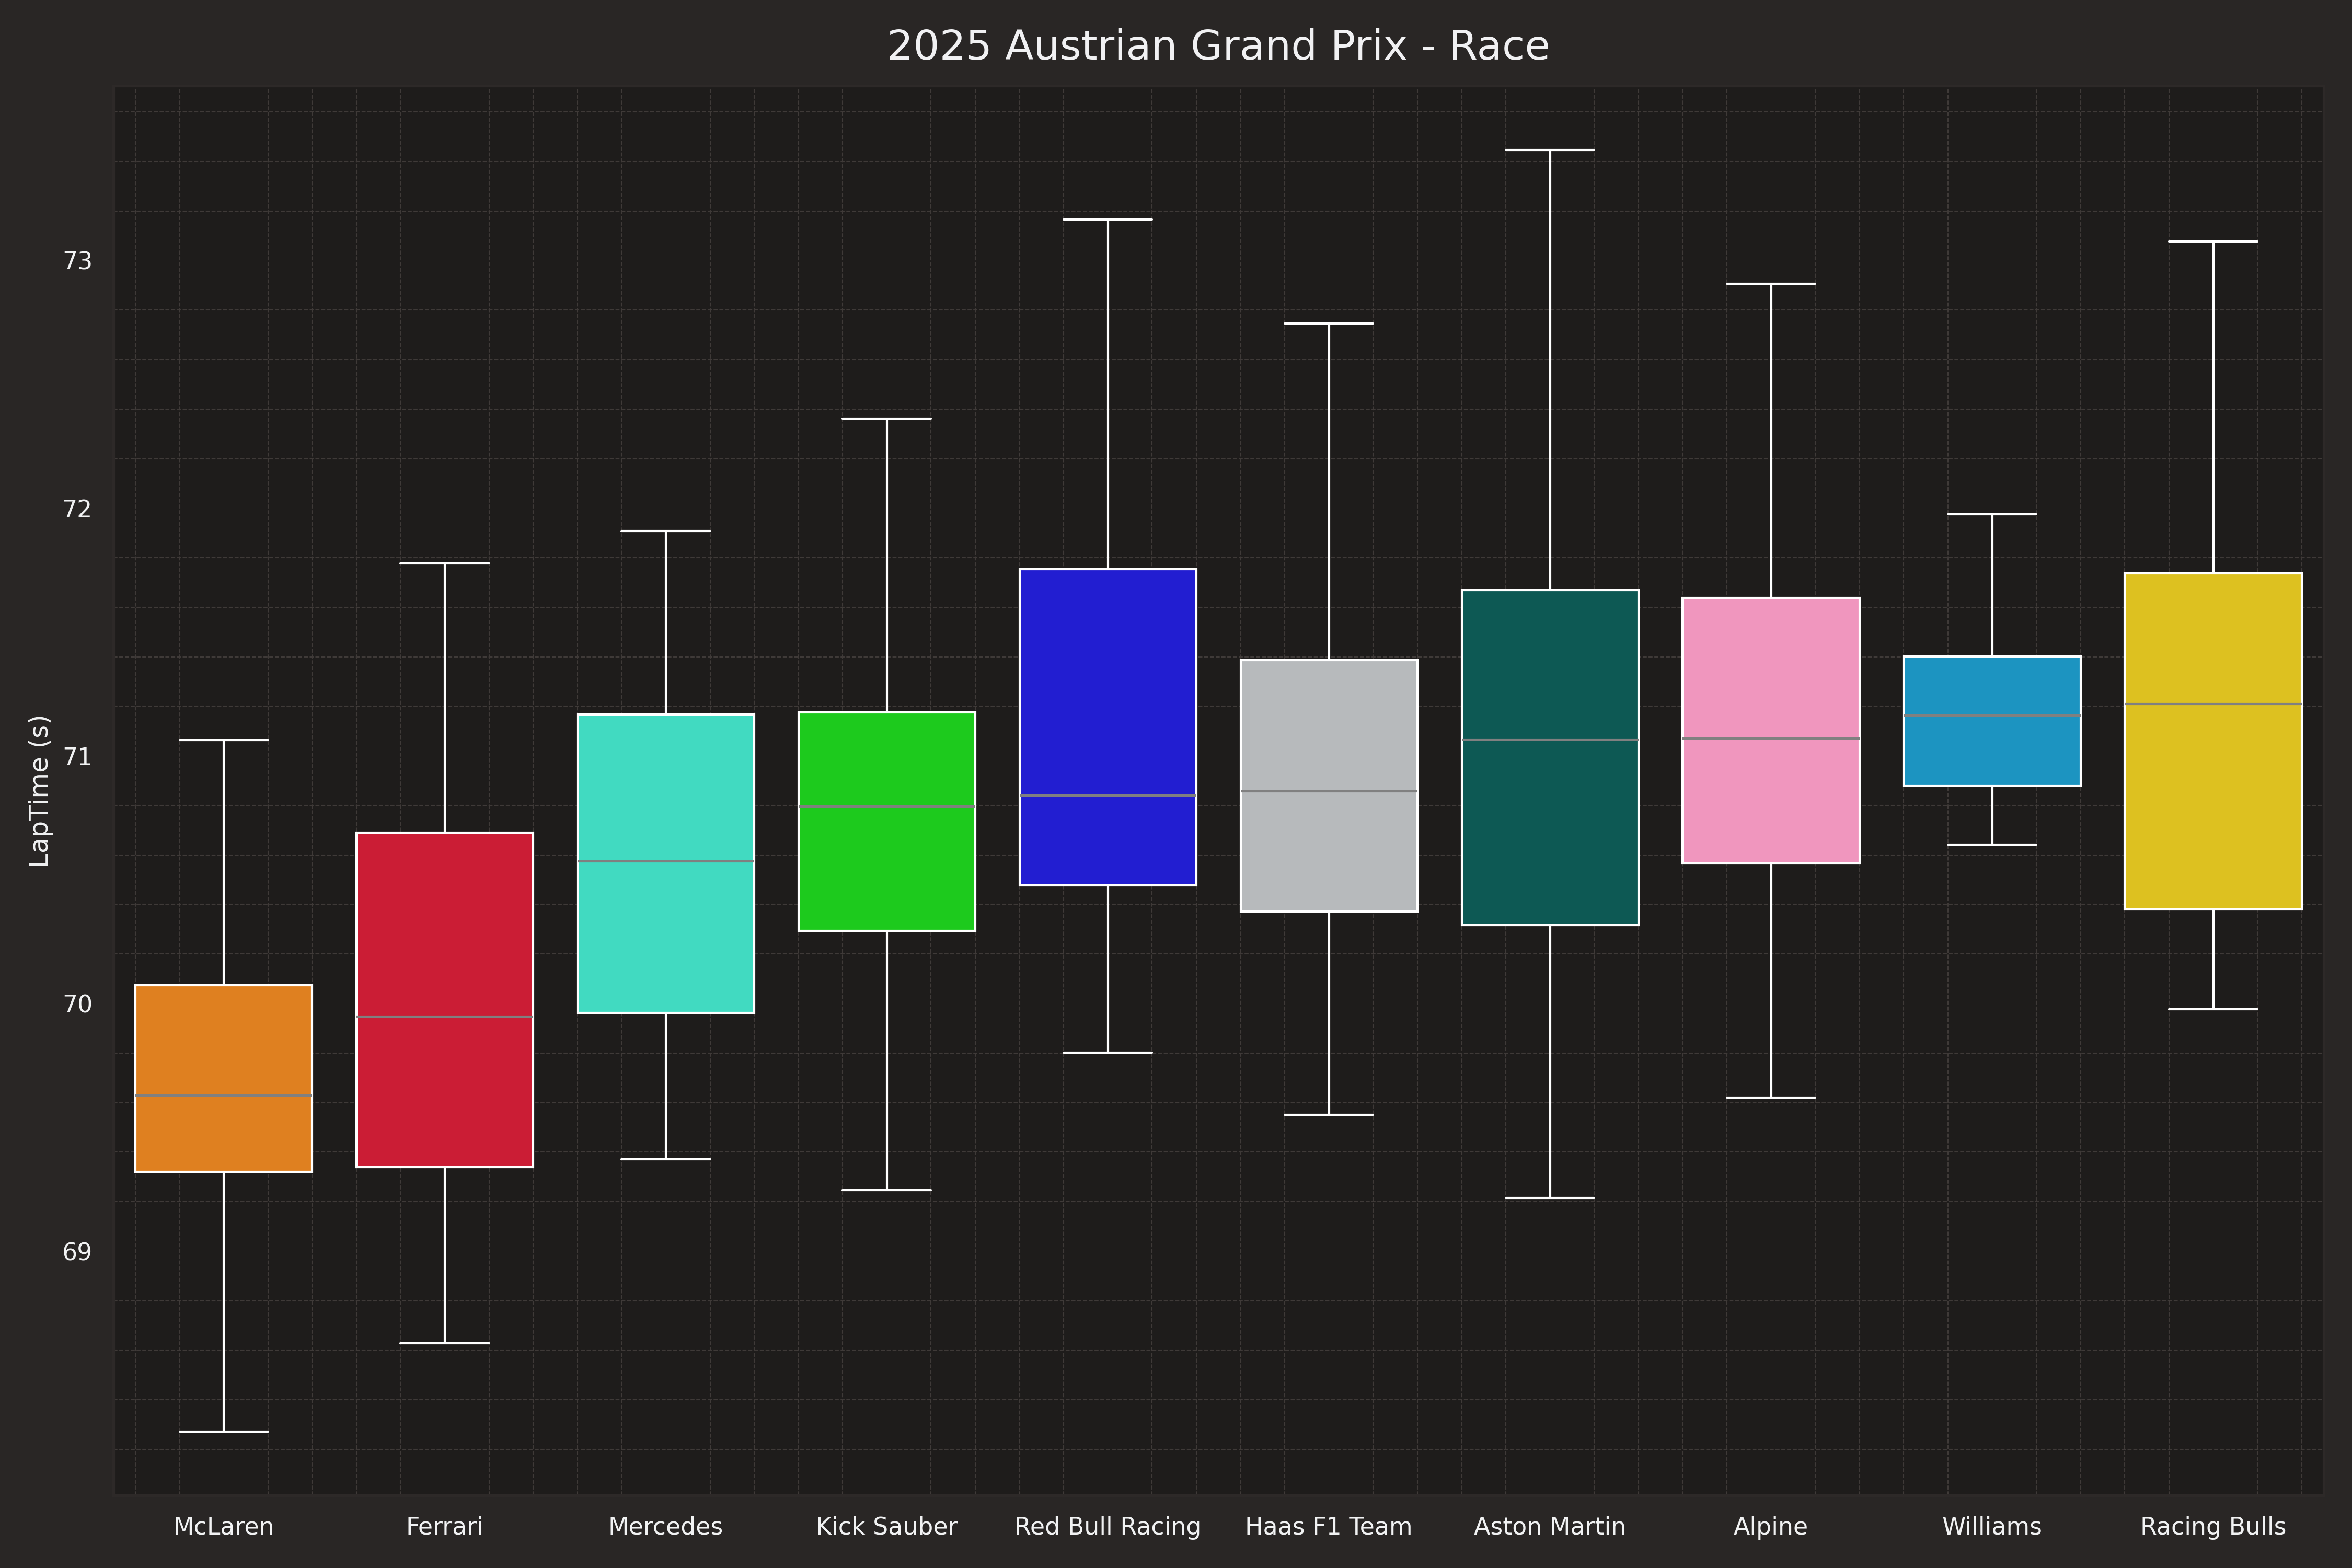 2025 Austrian Grand Prix - Race
LapTime (s)
73
72
71
70
69
McLaren
Ferrari
Mercedes
Kick Sauber
Red Bull Racing
Haas F1 Team
Aston Martin
Alpine
Williams
Racing Bulls